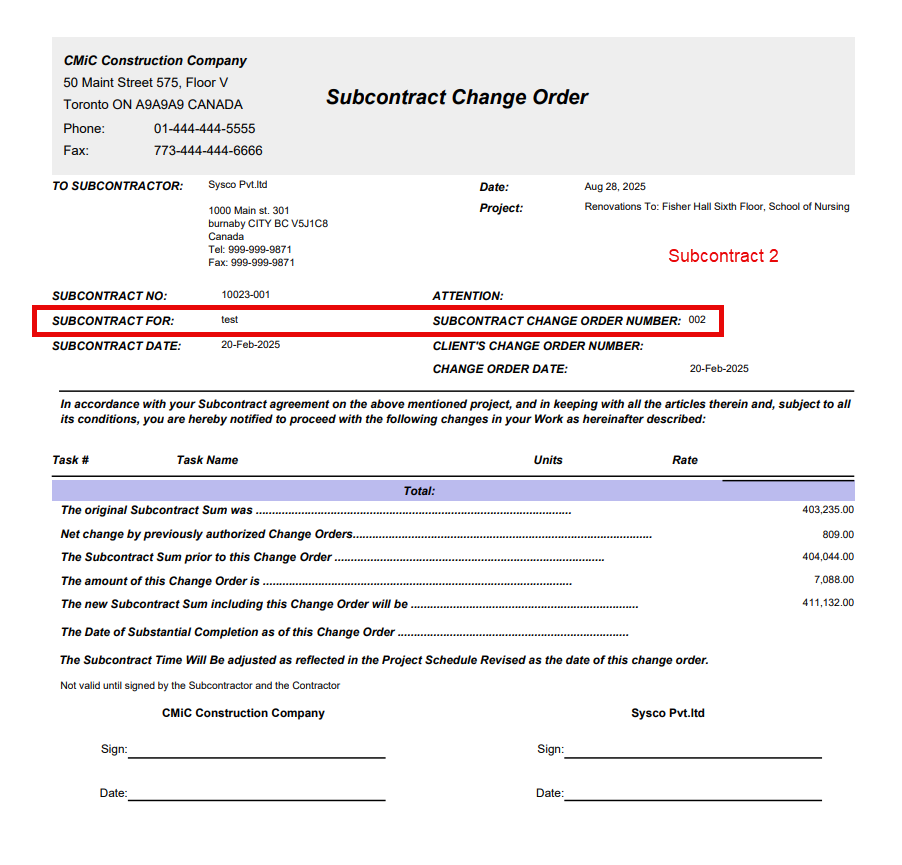 CMiC Construction Company
50 Maint Street 575, Floor V
Toronto ON A9A9A9 CANADA
Phone: 01-444-444-5555
Fax: 773-444-444-6666
Subcontract Change Order
TO SUBCONTRACTOR: Sysco Pvt.ltd
1000 Main st. 301
burnaby CITY BC V5J1C8
Canada
Tel: 999-999-9871
Fax: 999-999-9871
Date: Aug 28, 2025
Project: Renovations To: Fisher Hall Sixth Floor, School of Nursing
Subcontract 2
SUBCONTRACT NO: 10023-001 ATTENTION:
SUBCONTRACT FOR: test SUBCONTRACT CHANGE ORDER NUMBER: 002
SUBCONTRACT DATE: 20-Feb-2025 CLIENT'S CHANGE ORDER NUMBER:
CHANGE ORDER DATE: 20-Feb-2025
In accordance with your Subcontract agreement on the above mentioned project, and in keeping with all the articles therein and, subject to all
its conditions, you are hereby notified to proceed with the following changes in your Work as hereinafter described:
Task # Task Name Units Rate
Total:
The original Subcontract Sum was ................................................................................................ 403,235.00
Net change by previously authorized Change Orders........................................................................................... 809.00
The Subcontract Sum prior to this Change Order ................................................................................... 404,044.00
The amount of this Change Order is .............................................................................................. 7,088.00
The new Subcontract Sum including this Change Order will be ..................................................................... 411,132.00
The Date of Substantial Completion as of this Change Order ......................................................................
The Subcontract Time Will Be adjusted as reflected in the Project Schedule Revised as the date of this change order.
Not valid until signed by the Subcontractor and the Contractor
CMiC Construction Company Sysco Pvt.ltd
Sign: Sign:
Date: Date: